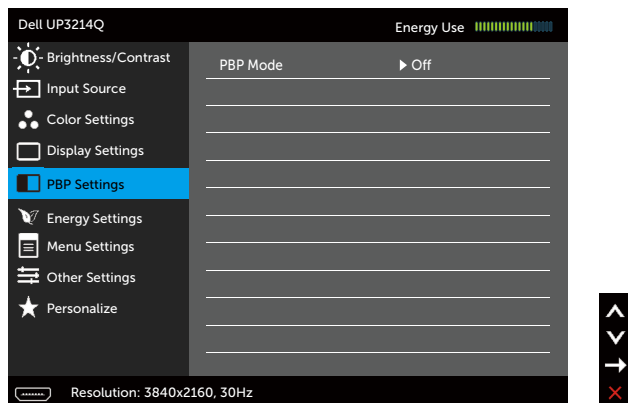 Dell UP3214Q
Energy Use
Brightness/Contrast
PBP Mode
Off
Input Source
Color Settings
Display Settings
PBP Settings
Energy Settings
Menu Settings
Other Settings
Personalize
Resolution: 3840x2160, 30Hz